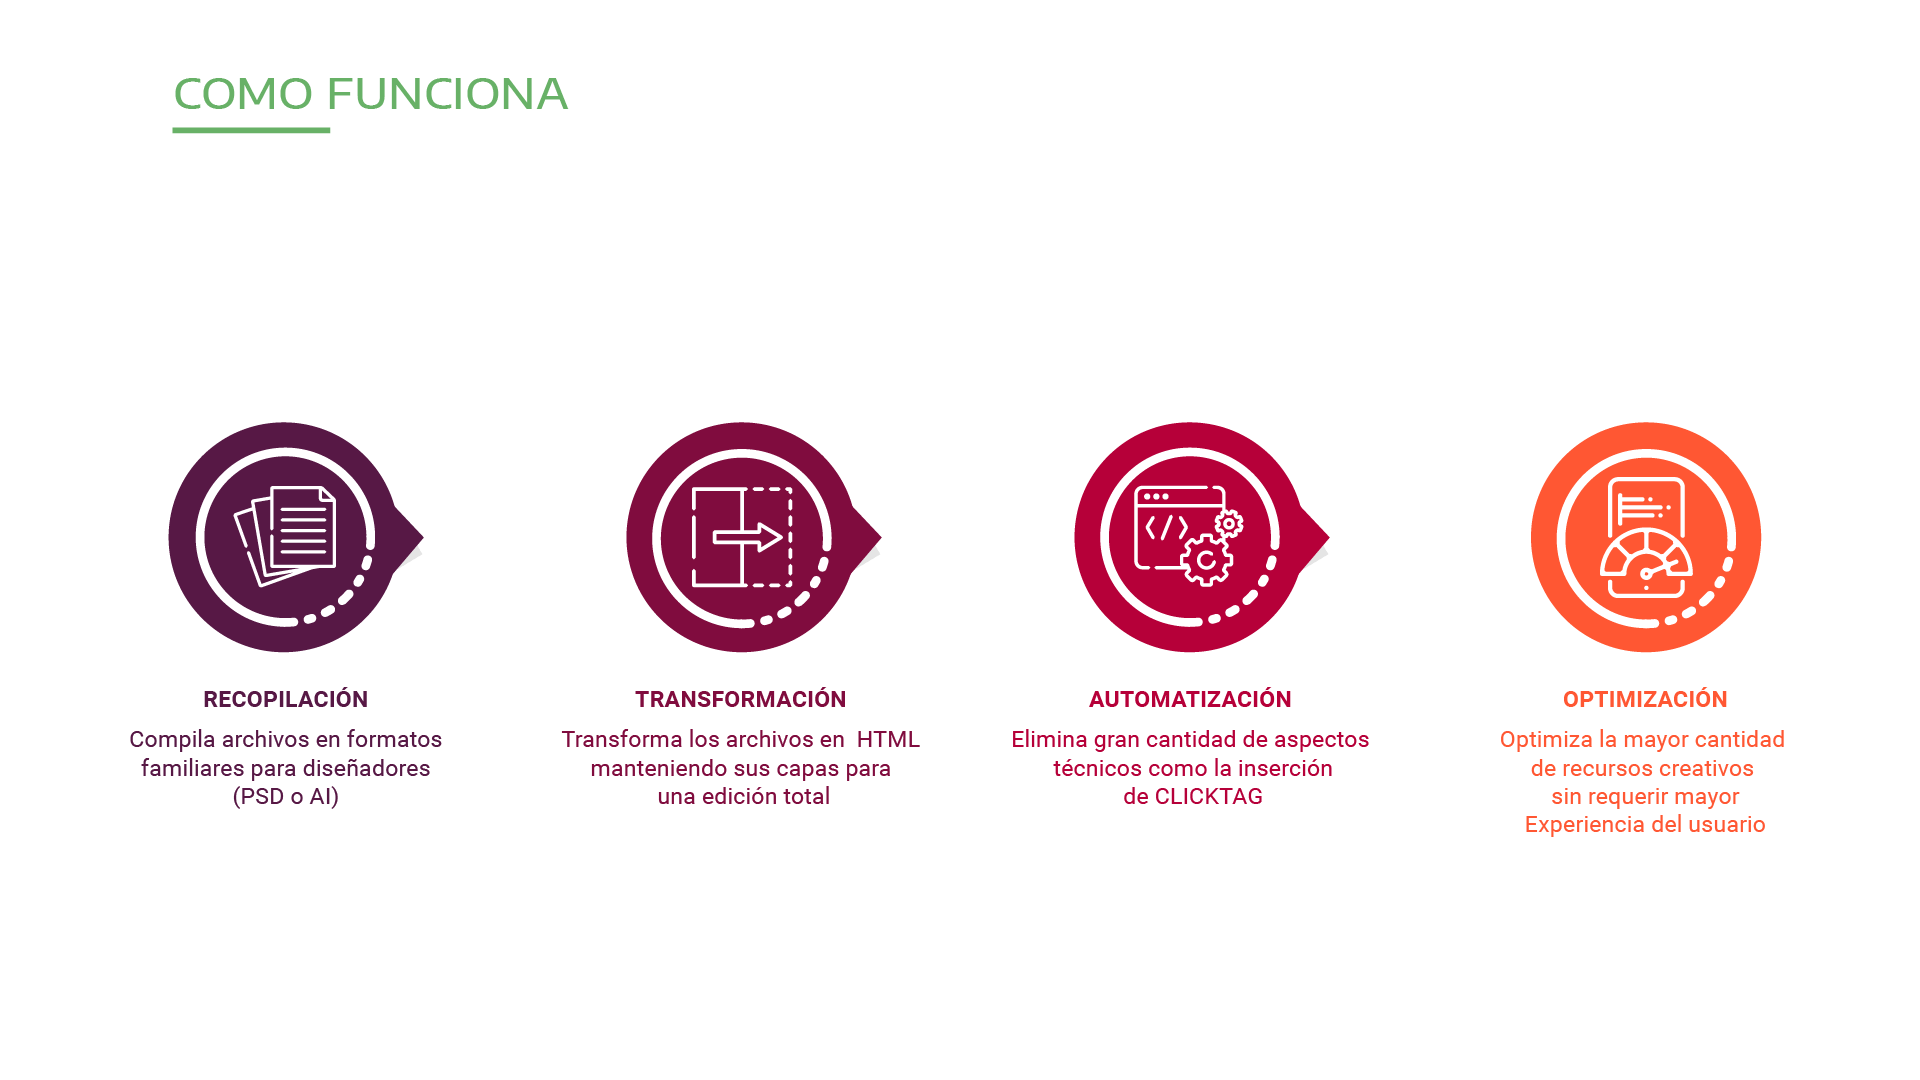 COMO FUNCIONA
RECOPILACIÓN
Compila archivos en formatos
familiares para diseñadores
(PSD o AI)
TRANSFORMACIÓN
Transforma los archivos en  HTML
manteniendo sus capas para
una edición total
AUTOMATIZACIÓN
Elimina gran cantidad de aspectos
técnicos como la inserción
de CLICKTAG
OPTIMIZACIÓN
Optimiza la mayor cantidad
de recursos creativos
sin requerir mayor
Experiencia del usuario